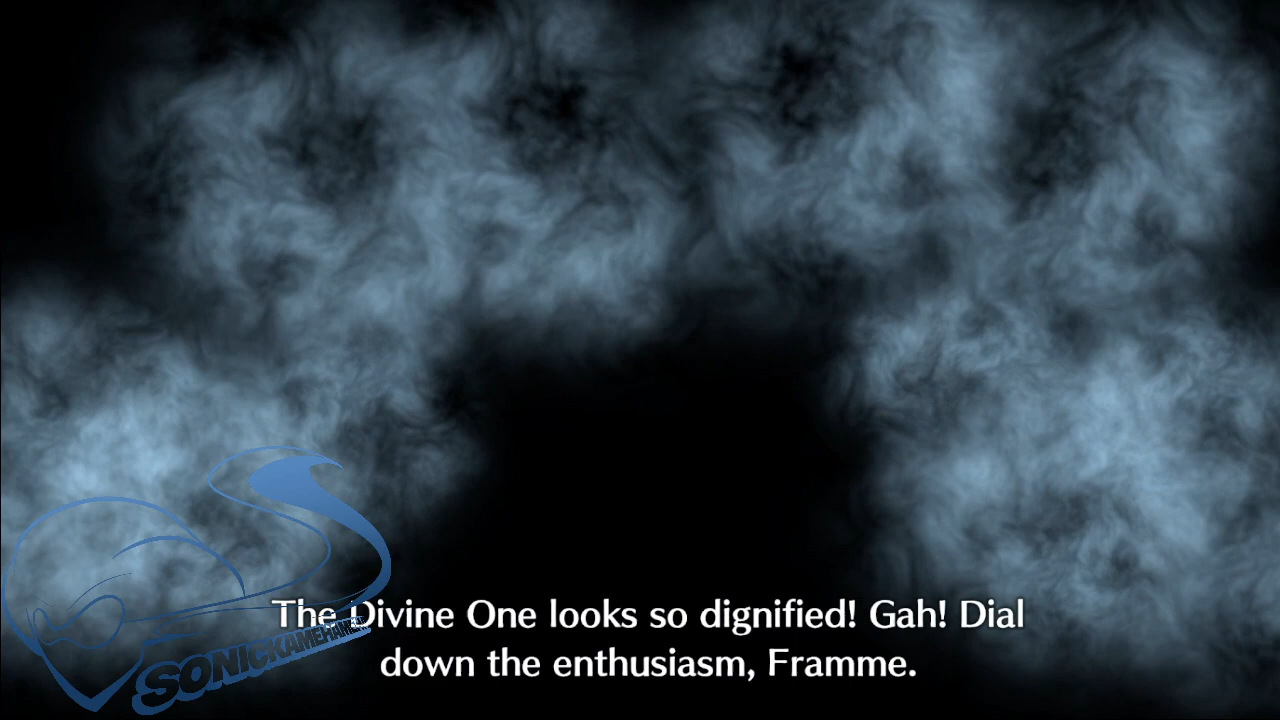 The Divine One looks so dignified! Gah! Dial
down the enthusiasm, Framme.
SONICKAMEHAME